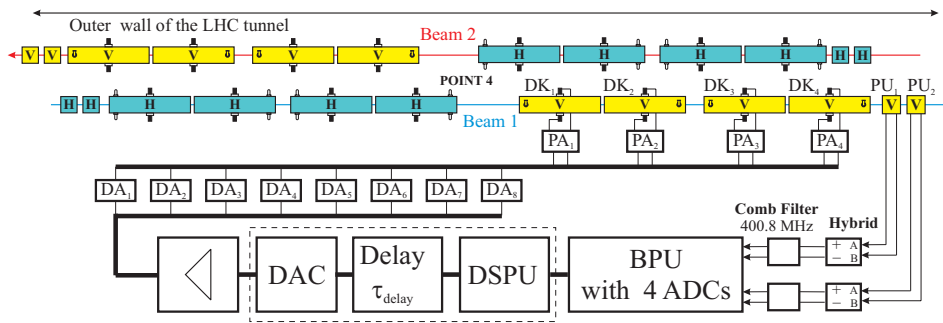 Outer wall of the LHC tunnel
Beam 2
V V V V V V H H H H H H
POINT 4
DK₁ DK₂ DK₃ DK₄ PU₁ PU₂
H H H H H H V V V V V V
Beam 1
PA₁ PA₂ PA₃ PA₄
DA₁ DA₂ DA₃ DA₄ DA₅ DA₆ DA₇ DA₈
Comb Filter
400.8 MHz
Hybrid
+ A
− B
DAC
Delay
τdelay
DSPU
BPU
with 4 ADCs
+ A
− B